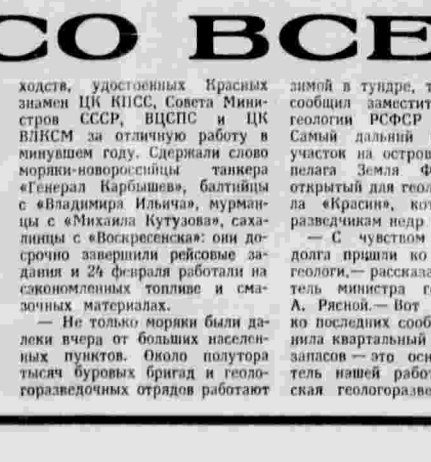 СО ВСЕ
ходств, удостоенных Красных
знамен ЦК КПСС, Совета Мини-
стров СССР, ВЦСПС и ЦК
ВЛКСМ за отличную работу в
минувшем году. Сдержали слово
моряки-новороссийцы танкера
«Генерал Карбышев», балтийцы
с «Владимира Ильича», мурман-
цы с «Михаила Кутузова», саха-
линцы с «Воскресенска»: они до-
срочно завершили рейсовые за-
дания и 24 февраля работали на
сэкономленных топливе и сма-
зочных материалах.
— Не только моряки были да-
леки вчера от больших населен-
ных пунктов. Около полутора
тысяч буровых бригад и геоло-
горазведочных отрядов работают
зимой в тундре, т
сообщил заместит
геологии РСФСР
Самый дальний
участок на остров
пелага Земля Ф
открытый для геол
ла «Красин», кот
разведчикам недр
— С чувством
долга пришли ко
геологи,— рассказа
тель министра г
А. Рясной.— Вот
ко последних сооб
нила квартальный
запасов — это осн
тель нашей работ
ская геологоразве